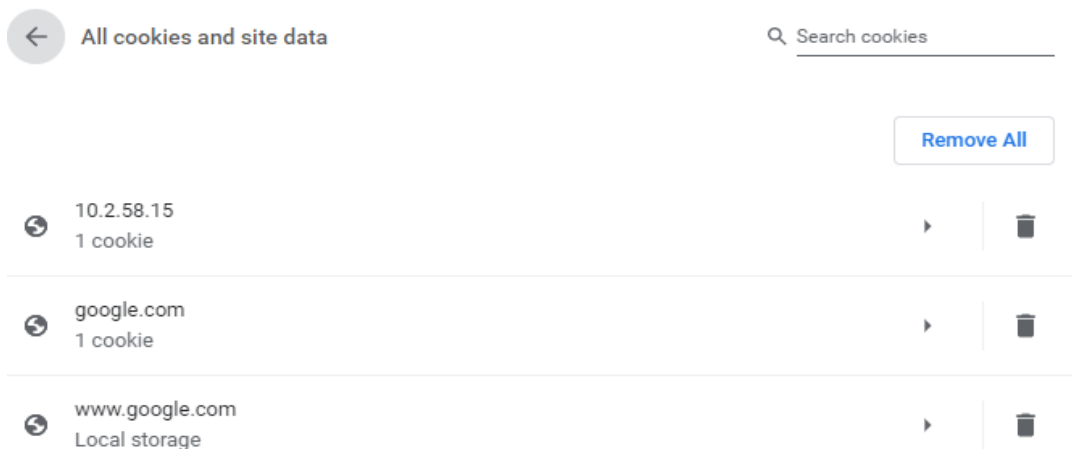 All cookies and site data
Search cookies
Remove All
10.2.58.15
1 cookie
google.com
1 cookie
www.google.com
Local storage